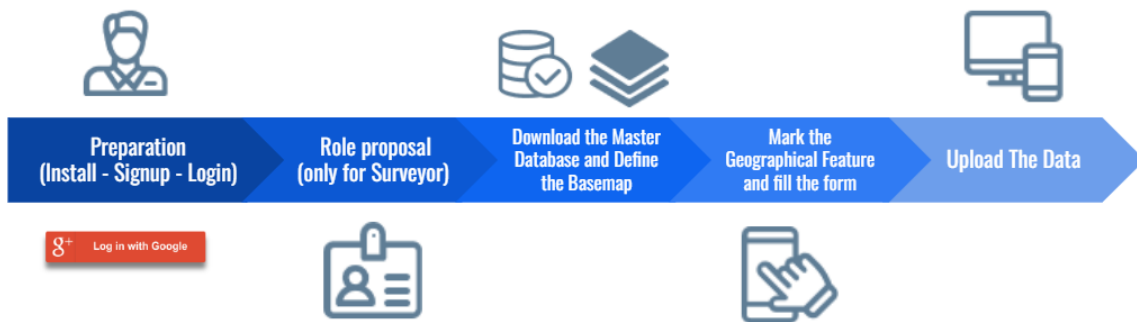 Preparation
(Install - Signup - Login)
Role proposal
(only for Surveyor)
Download the Master
Database and Define
the Basemap
Mark the
Geographical Feature
and fill the form
Upload The Data
g+ Log in with Google